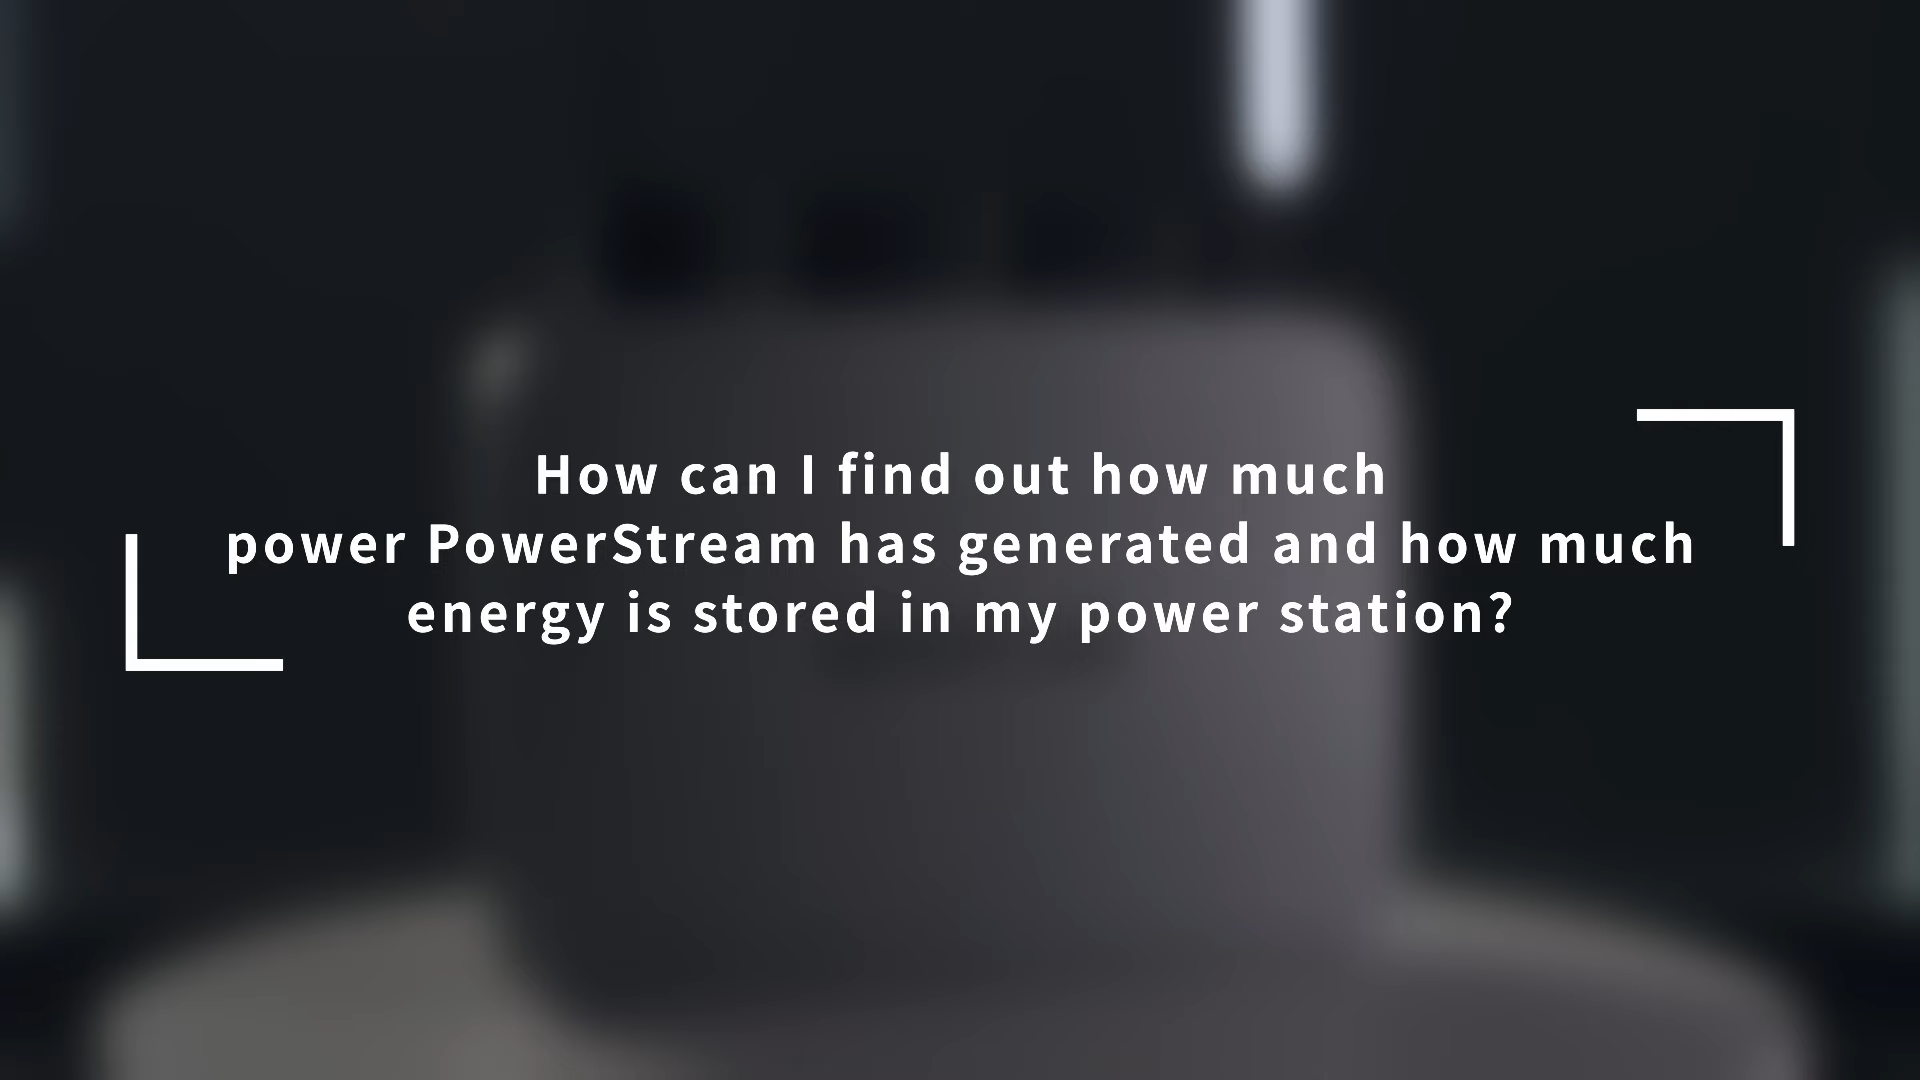 How can I find out how much
power PowerStream has generated and how much
energy is stored in my power station?